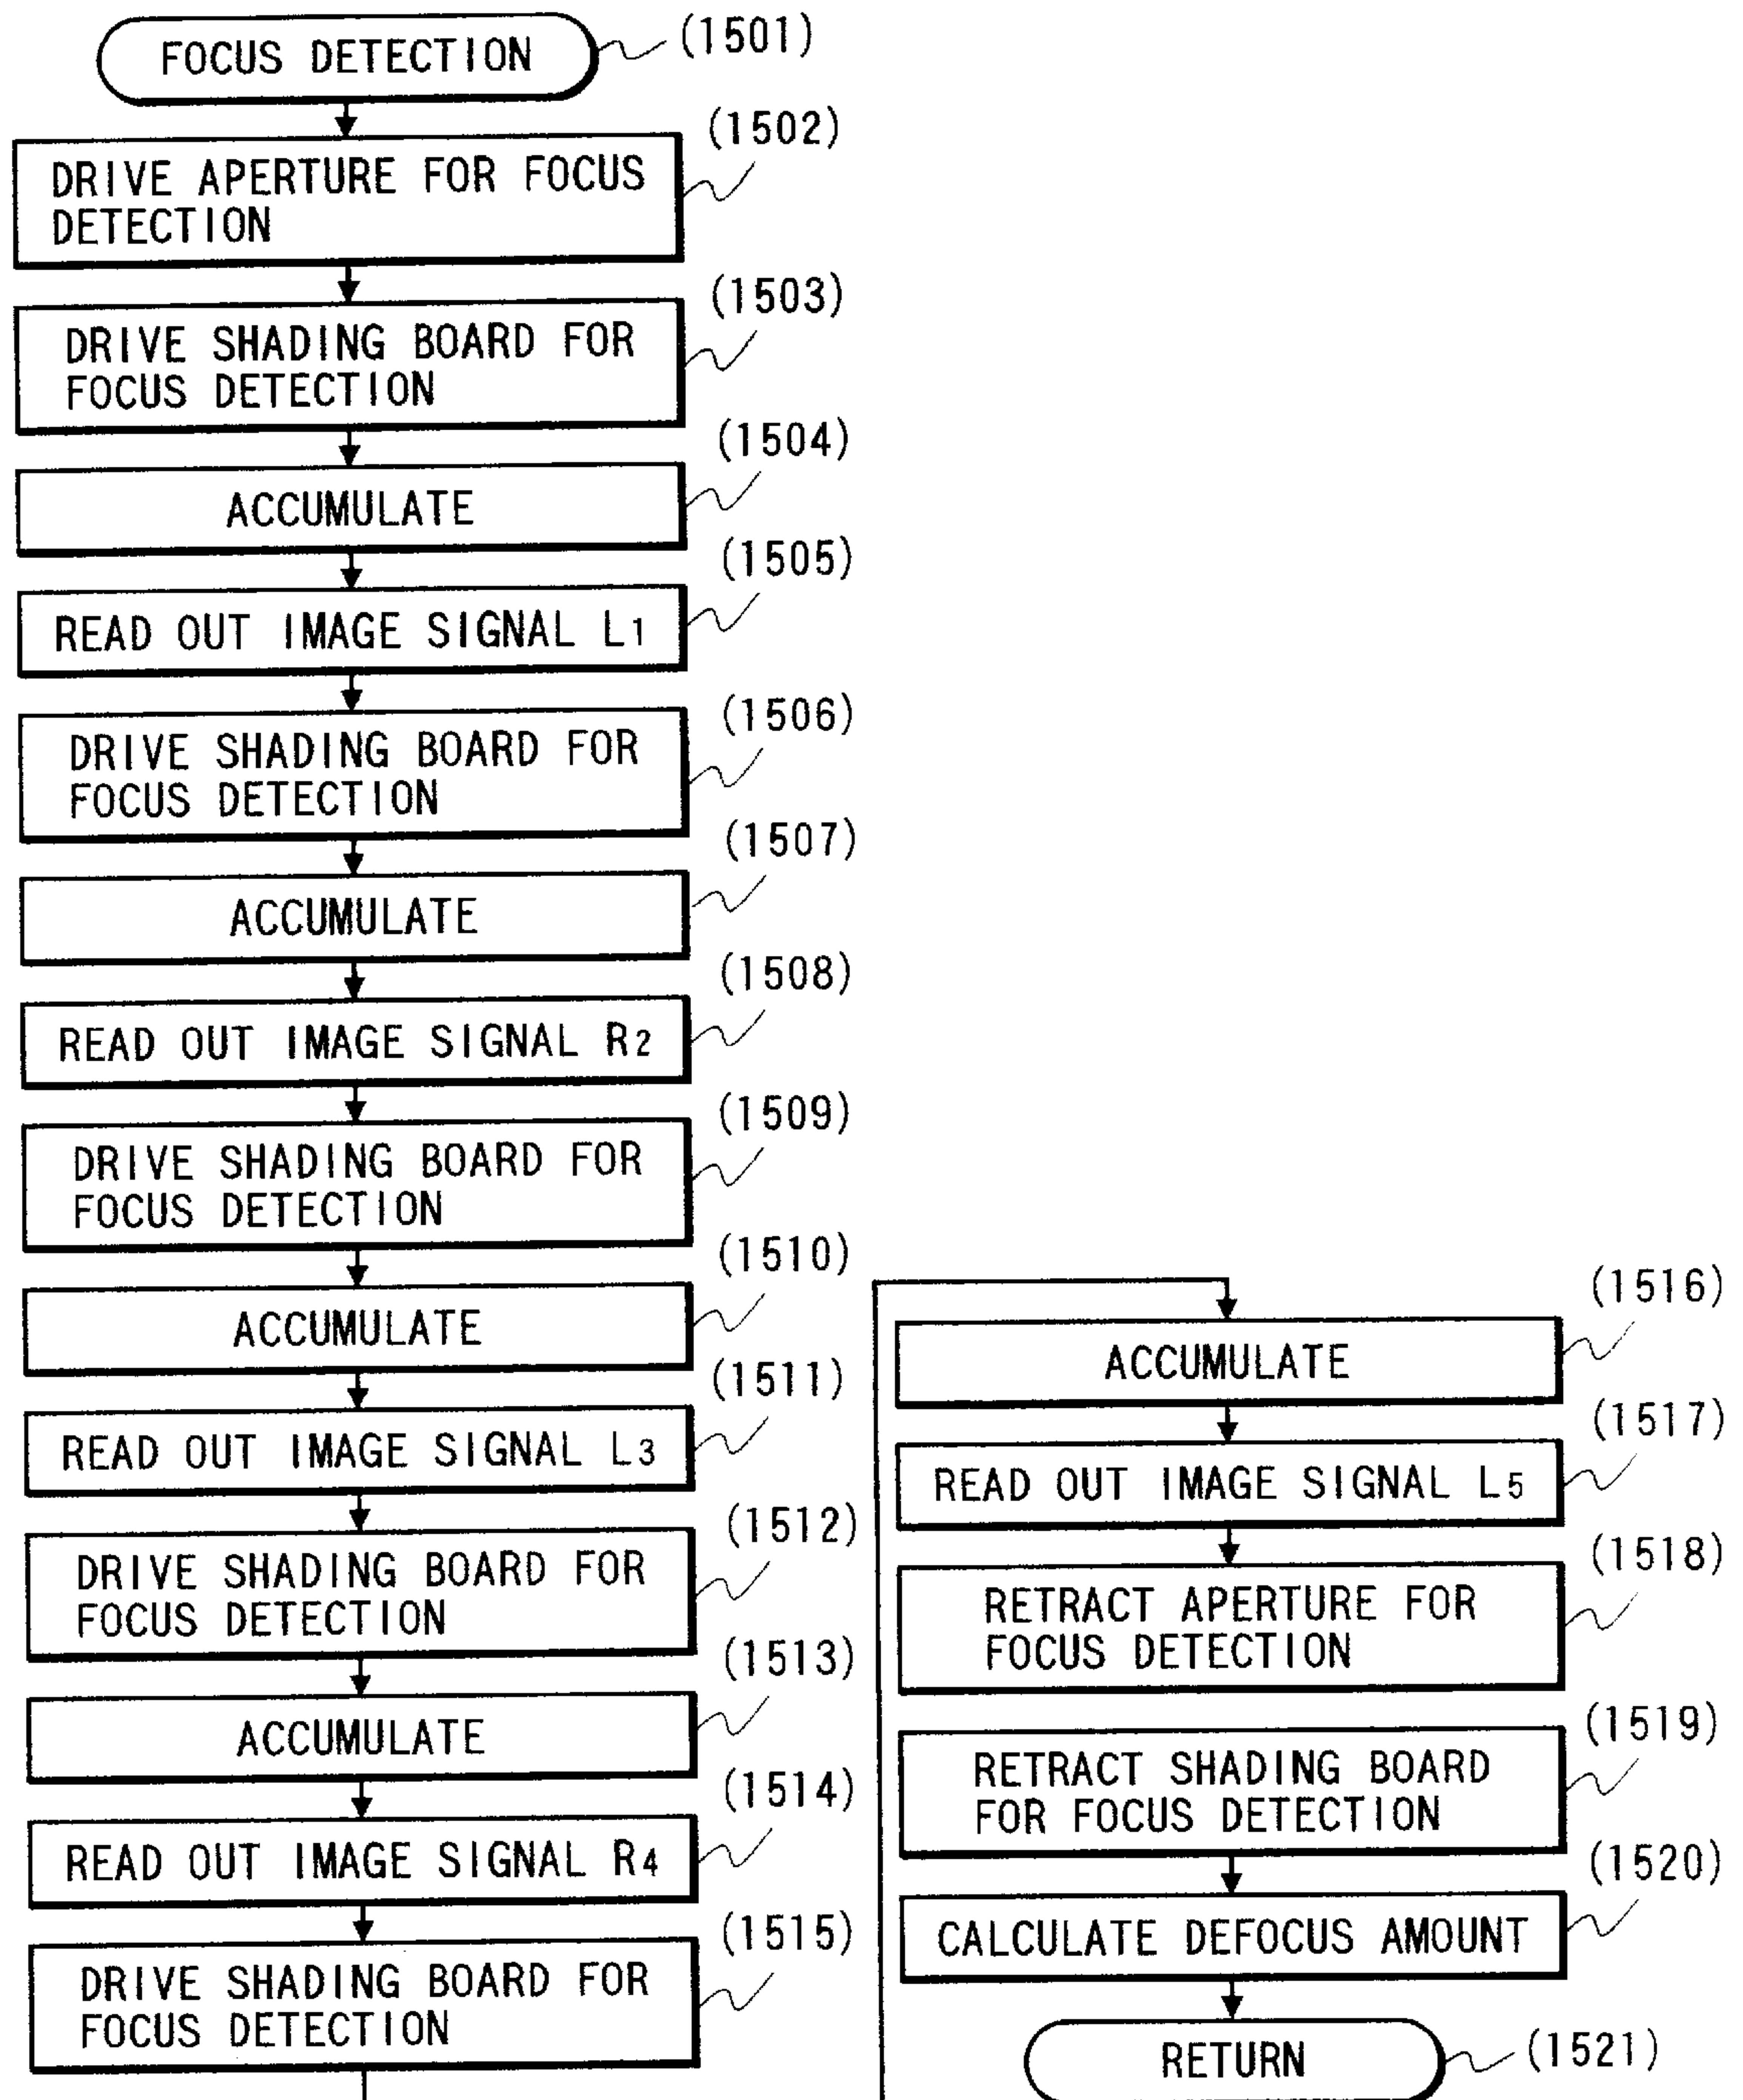 FOCUS DETECTION
(1501)
DRIVE APERTURE FOR FOCUS
DETECTION
(1502)
DRIVE SHADING BOARD FOR
FOCUS DETECTION
(1503)
ACCUMULATE
(1504)
READ OUT IMAGE SIGNAL L1
(1505)
DRIVE SHADING BOARD FOR
FOCUS DETECTION
(1506)
ACCUMULATE
(1507)
READ OUT IMAGE SIGNAL R2
(1508)
DRIVE SHADING BOARD FOR
FOCUS DETECTION
(1509)
ACCUMULATE
(1510)
READ OUT IMAGE SIGNAL L3
(1511)
DRIVE SHADING BOARD FOR
FOCUS DETECTION
(1512)
ACCUMULATE
(1513)
READ OUT IMAGE SIGNAL R4
(1514)
DRIVE SHADING BOARD FOR
FOCUS DETECTION
(1515)
ACCUMULATE
(1516)
READ OUT IMAGE SIGNAL L5
(1517)
RETRACT APERTURE FOR
FOCUS DETECTION
(1518)
RETRACT SHADING BOARD
FOR FOCUS DETECTION
(1519)
CALCULATE DEFOCUS AMOUNT
(1520)
RETURN
(1521)